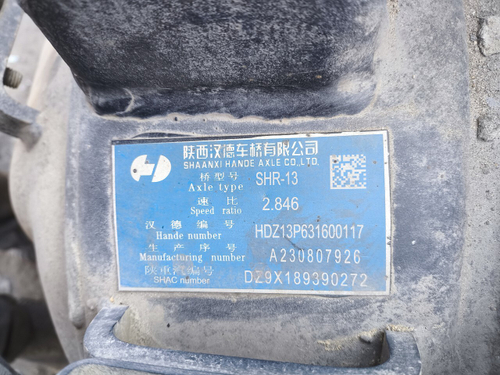 陕西汉德车桥有限公司
SHAANXI HANDE AXLE CO.,LTD.
桥型号 SHR-13
Axle type
速比 2.846
Speed ratio
汉德编号 HDZ13P631600117
Hande number
生产序号 A230807926
Manufacturing number
陕重汽编号 DZ9X189390272
SHAC number